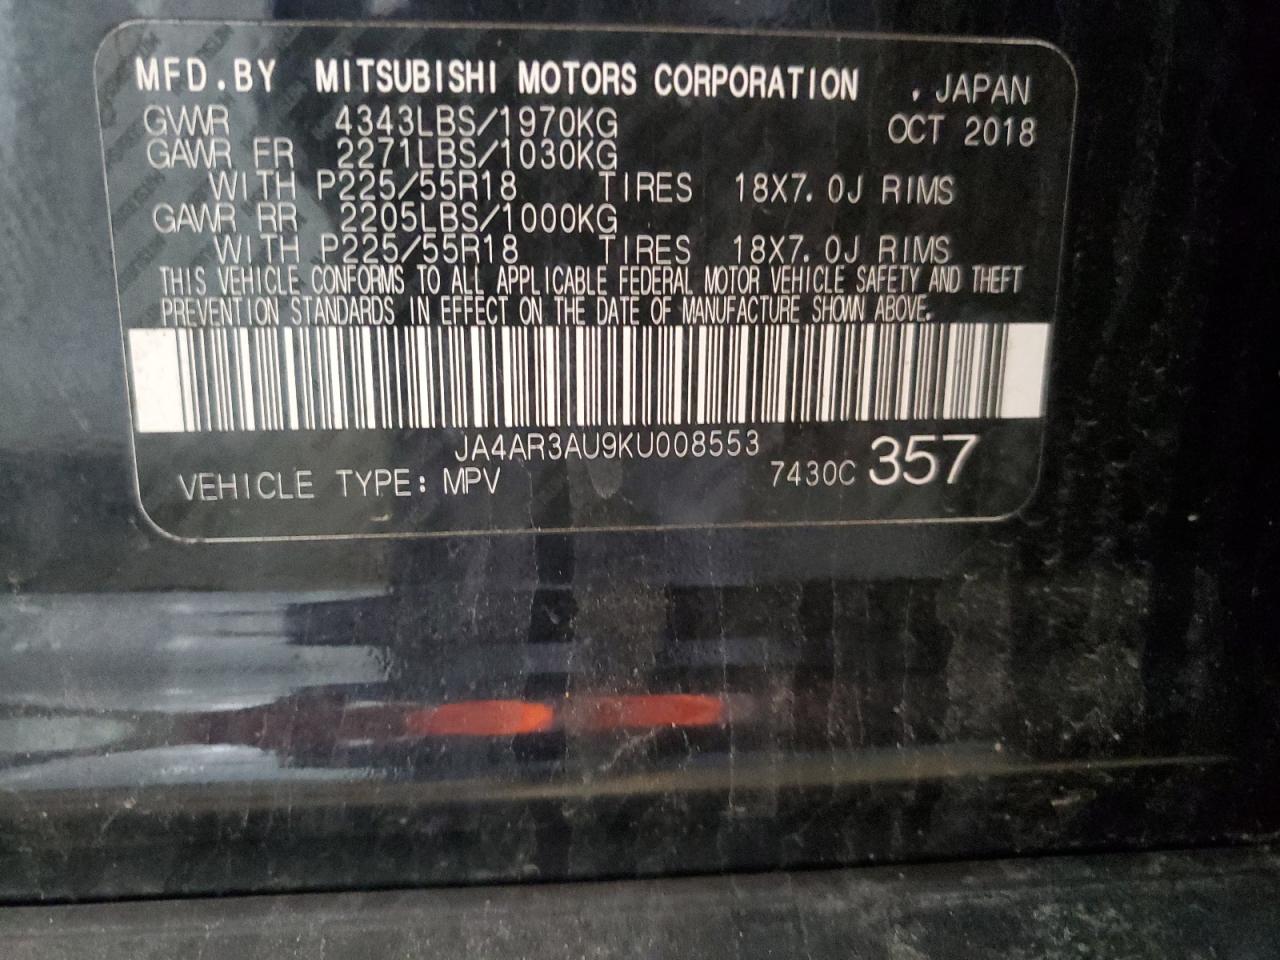 MFD.BY MITSUBISHI MOTORS CORPORATION , JAPAN
GVWR 4343LBS/1970KG OCT 2018
GAWR FR 2271LBS/1030KG
WITH P225/55R18 TIRES 18X7.0J RIMS
GAWR RR 2205LBS/1000KG
WITH P225/55R18 TIRES 18X7.0J RIMS
THIS VEHICLE CONFORMS TO ALL APPLICABLE FEDERAL MOTOR VEHICLE SAFETY AND THEFT
PREVENTION STANDARDS IN EFFECT ON THE DATE OF MANUFACTURE SHOWN ABOVE.
JA4AR3AU9KU008553
VEHICLE TYPE: MPV 7430C 357